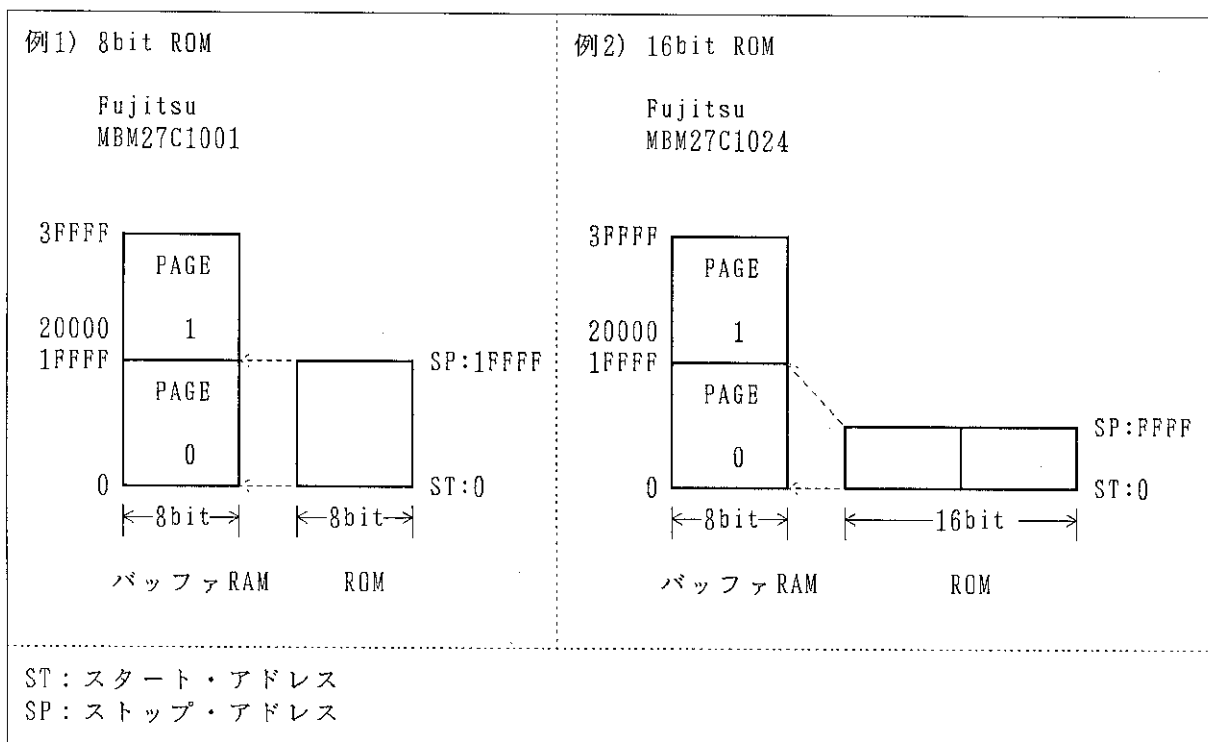 例1) 8bit ROM
Fujitsu
MBM27C1001
3FFFF
PAGE
1
20000
1FFFF
PAGE
0
0
SP:1FFFF
ST:0
8bit
8bit
バッファRAM
ROM
例2) 16bit ROM
Fujitsu
MBM27C1024
3FFFF
PAGE
1
20000
1FFFF
PAGE
0
0
SP:FFFF
ST:0
8bit
16bit
バッファRAM
ROM
ST:スタート・アドレス
SP:ストップ・アドレス